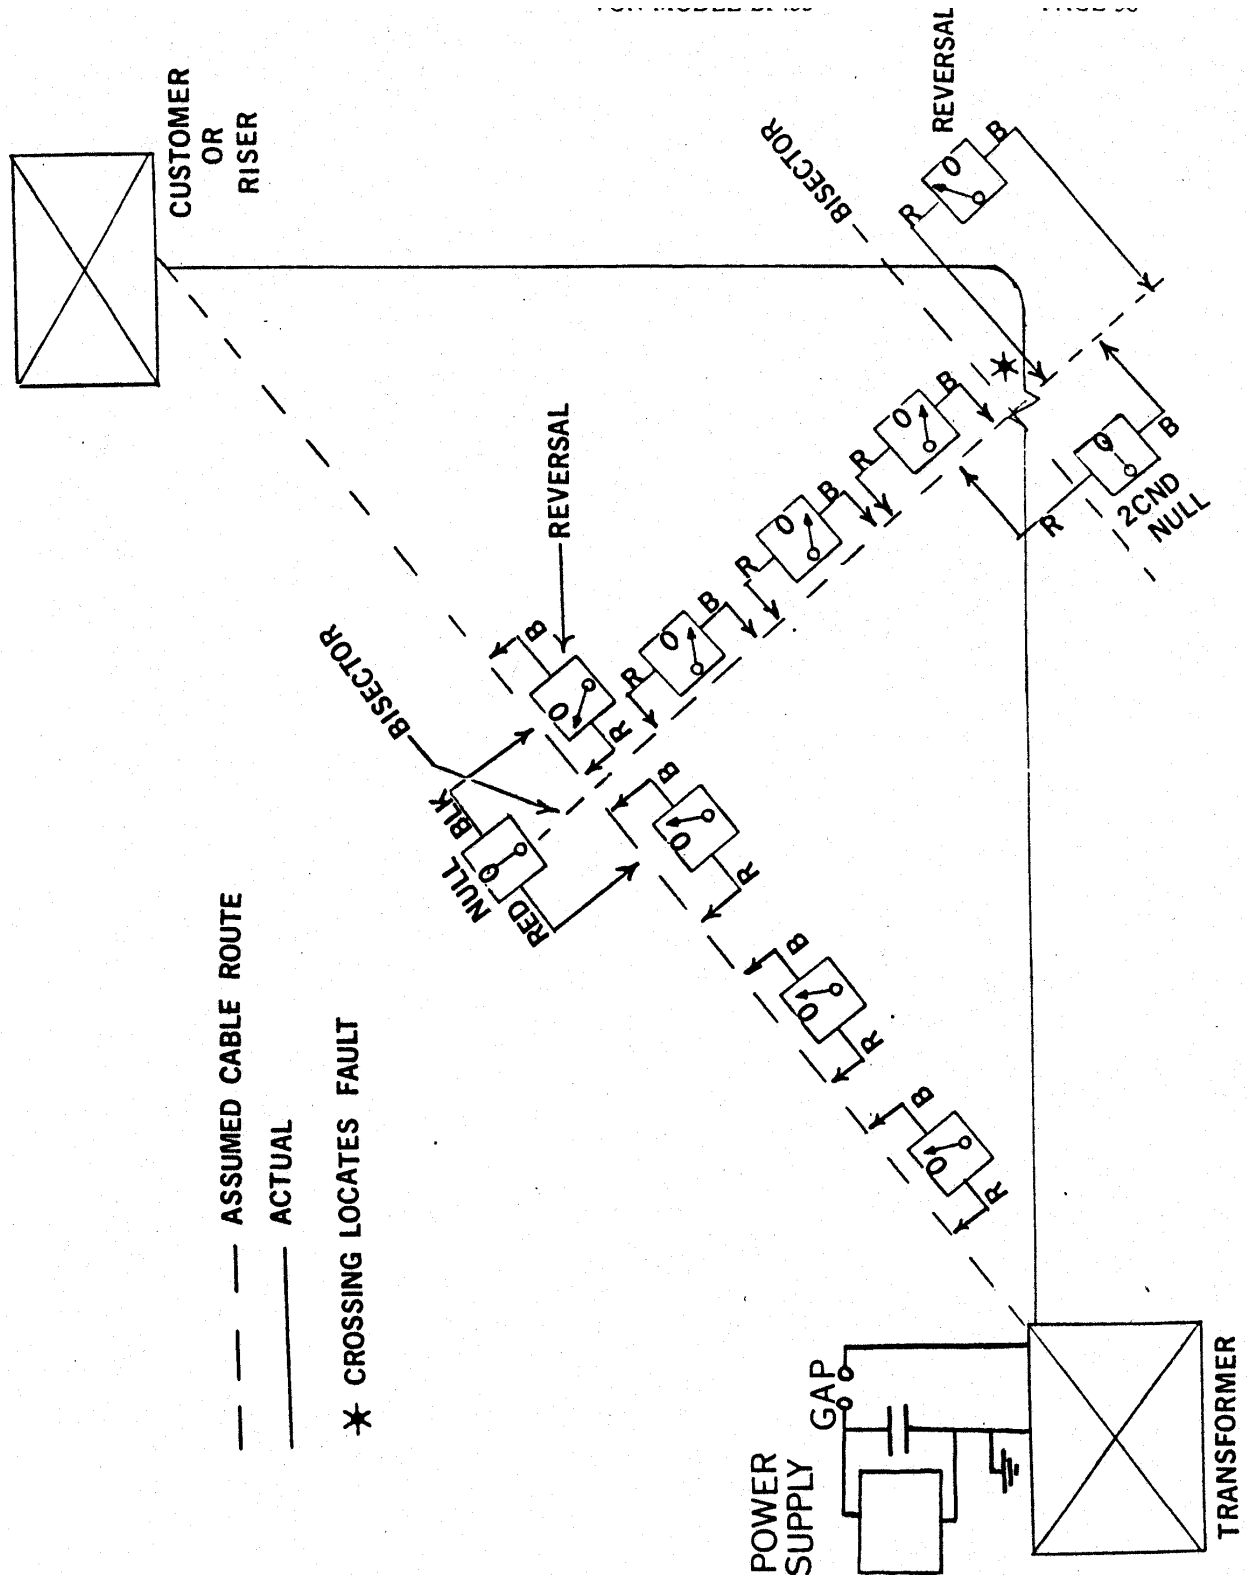 REVERSAL
BISECTOR
R
O
B
CUSTOMER
OR
RISER
REVERSAL
B
O
R
R
O
B
R
O
B
R
O
B
R
O
B
2CND
NULL
BISECTOR
BLK
NULL
O
RED
B
O
R
B
O
R
B
O
R
ASSUMED CABLE ROUTE
ACTUAL
CROSSING LOCATES FAULT
GAP
POWER
SUPPLY
TRANSFORMER